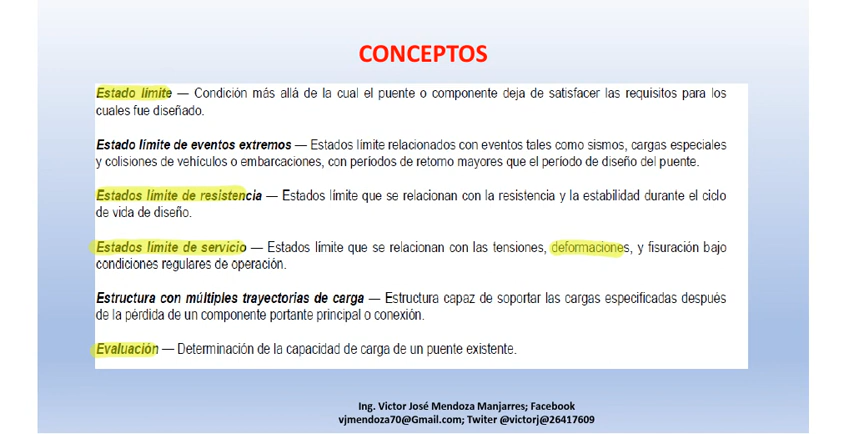 CONCEPTOS
Estado límite — Condición más allá de la cual el puente o componente deja de satisfacer las requisitos para los
cuales fue diseñado.
Estado límite de eventos extremos — Estados límite relacionados con eventos tales como sismos, cargas especiales
y colisiones de vehículos o embarcaciones, con períodos de retorno mayores que el período de diseño del puente.
Estados límite de resistencia — Estados límite que se relacionan con la resistencia y la estabilidad durante el ciclo
de vida de diseño.
Estados límite de servicio — Estados límite que se relacionan con las tensiones, deformaciones, y fisuración bajo
condiciones regulares de operación.
Estructura con múltiples trayectorias de carga — Estructura capaz de soportar las cargas especificadas después
de la pérdida de un componente portante principal o conexión.
Evaluación — Determinación de la capacidad de carga de un puente existente.
Ing. Victor José Mendoza Manjarres; Facebook
vjmendoza70@Gmail.com; Twiter @victorj@26417609